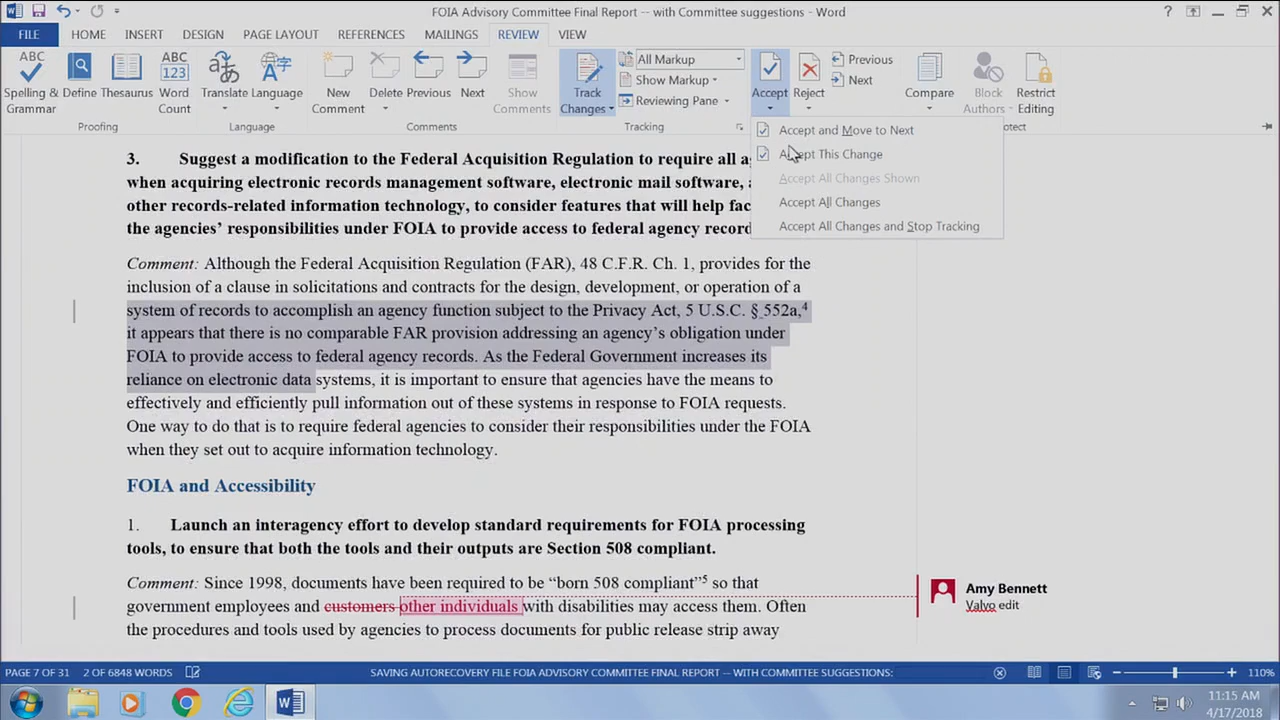 FOIA Advisory Committee Final Report -- with Committee suggestions - Word
FILE HOME INSERT DESIGN PAGE LAYOUT REFERENCES MAILINGS REVIEW VIEW
ABC
Spelling & Grammar
Define
Thesaurus
ABC
123
Word Count
Translate
Language
New Comment
Delete
Previous
Next
Show Comments
Track Changes
All Markup
Show Markup
Reviewing Pane
Accept
Reject
Previous
Next
Compare
Block Authors
Restrict Editing
Proofing
Language
Comments
Tracking
Accept and Move to Next
Accept This Change
Accept All Changes Shown
Accept All Changes
Accept All Changes and Stop Tracking
3. Suggest a modification to the Federal Acquisition Regulation to require all
when acquiring electronic records management software, electronic mail software,
other records-related information technology, to consider features that will help
the agencies’ responsibilities under FOIA to provide access to federal agency
Comment: Although the Federal Acquisition Regulation (FAR), 48 C.F.R. Ch. 1, provides for the
inclusion of a clause in solicitations and contracts for the design, development, or operation of a
system of records to accomplish an agency function subject to the Privacy Act, 5 U.S.C. § 552a,⁴
it appears that there is no comparable FAR provision addressing an agency’s obligation under
FOIA to provide access to federal agency records. As the Federal Government increases its
reliance on electronic data systems, it is important to ensure that agencies have the means to
effectively and efficiently pull information out of these systems in response to FOIA requests.
One way to do that is to require federal agencies to consider their responsibilities under the FOIA
when they set out to acquire information technology.
FOIA and Accessibility
1. Launch an interagency effort to develop standard requirements for FOIA processing
tools, to ensure that both the tools and their outputs are Section 508 compliant.
Comment: Since 1998, documents have been required to be “born 508 compliant”⁵ so that
government employees and customers other individuals with disabilities may access them. Often
the procedures and tools used by agencies to process documents for public release strip away
Amy Bennett
Valvo edit
PAGE 7 OF 31 2 OF 6848 WORDS SAVING AUTORECOVERY FILE FOIA ADVISORY COMMITTEE FINAL REPORT -- WITH COMMITTEE SUGGESTIONS: 110%
11:15 AM
4/17/2018